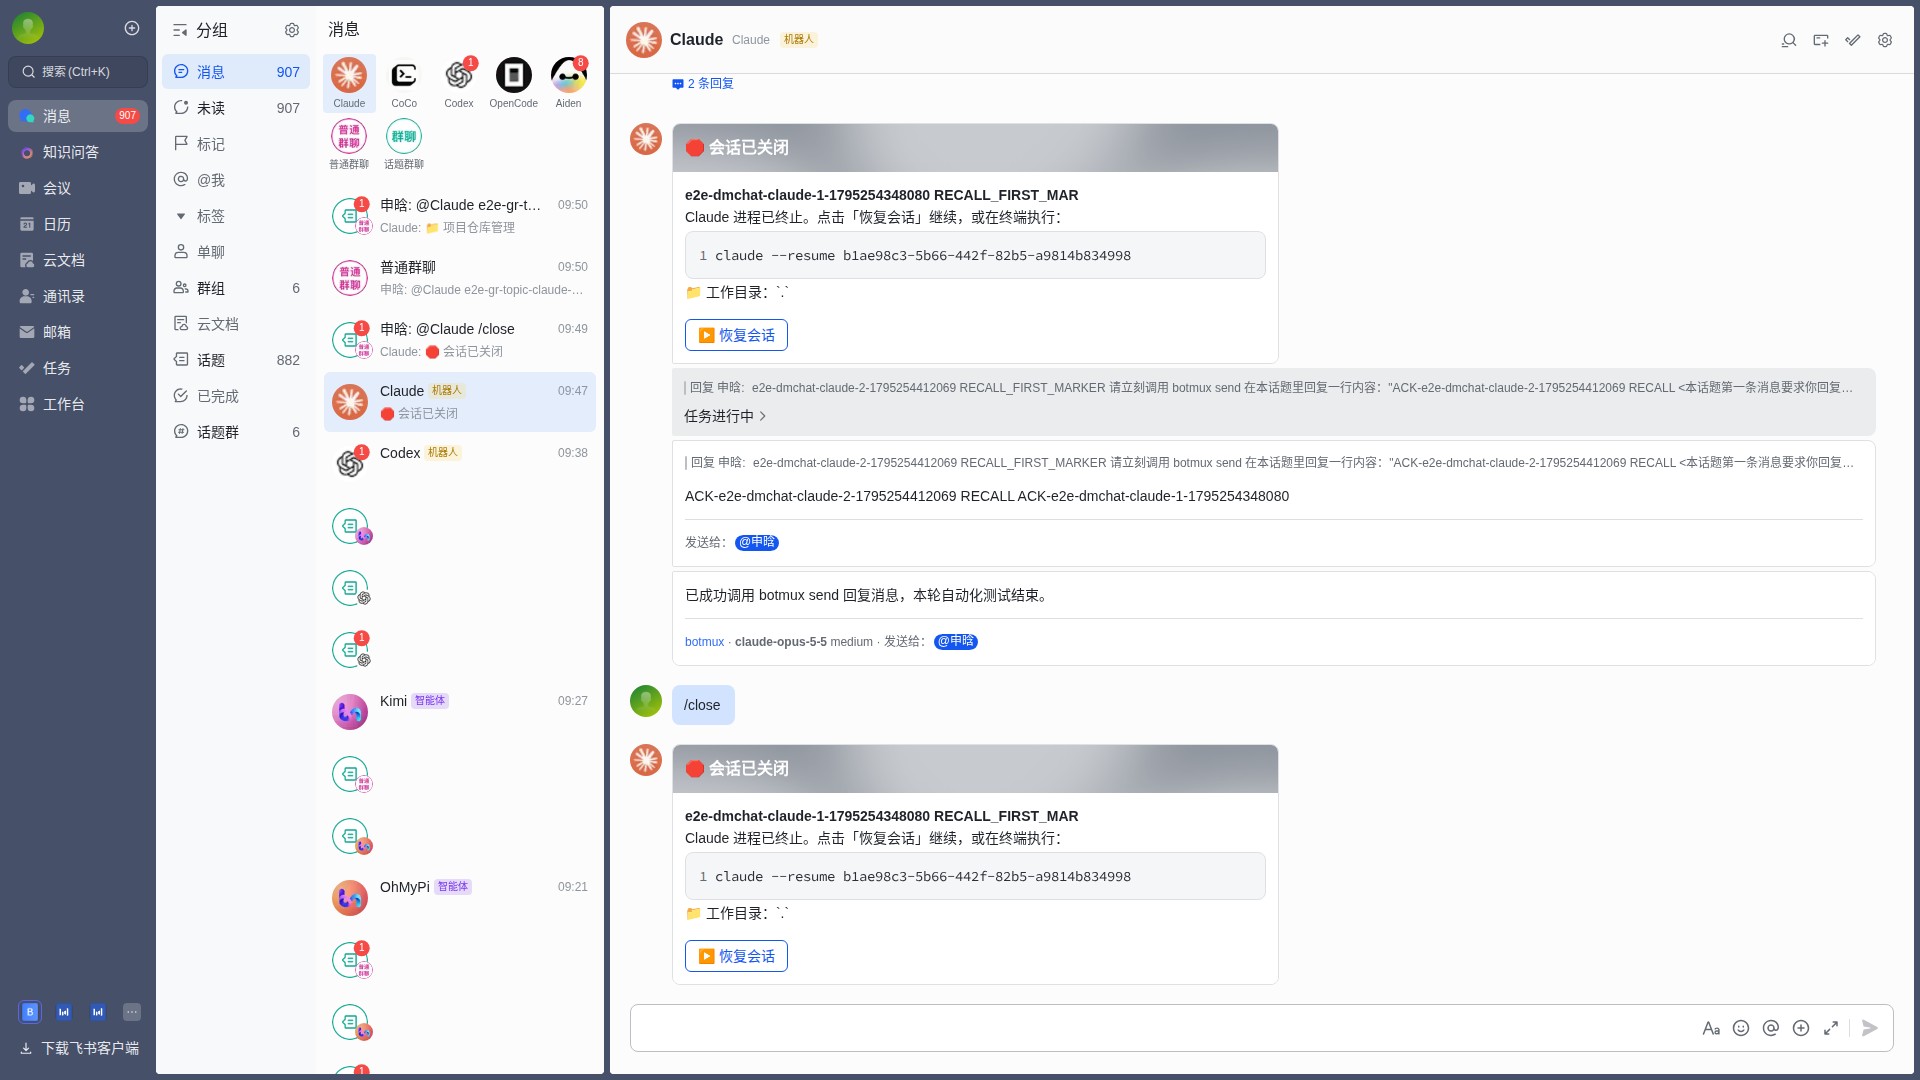 搜索 (Ctrl+K)
消息
907
知识问答
会议
日历
云文档
通讯录
邮箱
任务
工作台
B
下载飞书客户端
分组
消息 907
未读 907
标记
@我
标签
单聊
群组 6
云文档
话题 882
已完成
话题群 6
消息
Claude
CoCo
1
Codex
OpenCode
8
Aiden
普通群聊
普通群聊
群聊
话题群聊
1
申晗: @Claude e2e-gr-t... 09:50
Claude: 📁 项目仓库管理
普通群聊
普通群聊 09:50
申晗: @Claude e2e-gr-topic-claude-...
1
申晗: @Claude /close 09:49
Claude: 🛑 会话已关闭
Claude 机器人 09:47
🛑 会话已关闭
1
Codex 机器人 09:38
1
Kimi 智能体 09:27
OhMyPi 智能体 09:21
1
1
Claude Claude 机器人
2 条回复
🛑 会话已关闭
e2e-dmchat-claude-1-1795254348080 RECALL_FIRST_MAR
Claude 进程已终止。点击「恢复会话」继续，或在终端执行：
1 claude --resume b1ae98c3-5b66-442f-82b5-a9814b834998
📁 工作目录：`.`
▶️ 恢复会话
回复 申晗： e2e-dmchat-claude-2-1795254412069 RECALL_FIRST_MARKER 请立刻调用 botmux send 在本话题里回复一行内容："ACK-e2e-dmchat-claude-2-1795254412069 RECALL <本话题第一条消息要求你回复...
任务进行中
回复 申晗： e2e-dmchat-claude-2-1795254412069 RECALL_FIRST_MARKER 请立刻调用 botmux send 在本话题里回复一行内容："ACK-e2e-dmchat-claude-2-1795254412069 RECALL <本话题第一条消息要求你回复...
ACK-e2e-dmchat-claude-2-1795254412069 RECALL ACK-e2e-dmchat-claude-1-1795254348080
发送给： @申晗
已成功调用 botmux send 回复消息，本轮自动化测试结束。
botmux · claude-opus-5-5 medium · 发送给： @申晗
/close
🛑 会话已关闭
e2e-dmchat-claude-1-1795254348080 RECALL_FIRST_MAR
Claude 进程已终止。点击「恢复会话」继续，或在终端执行：
1 claude --resume b1ae98c3-5b66-442f-82b5-a9814b834998
📁 工作目录：`.`
▶️ 恢复会话
Aa